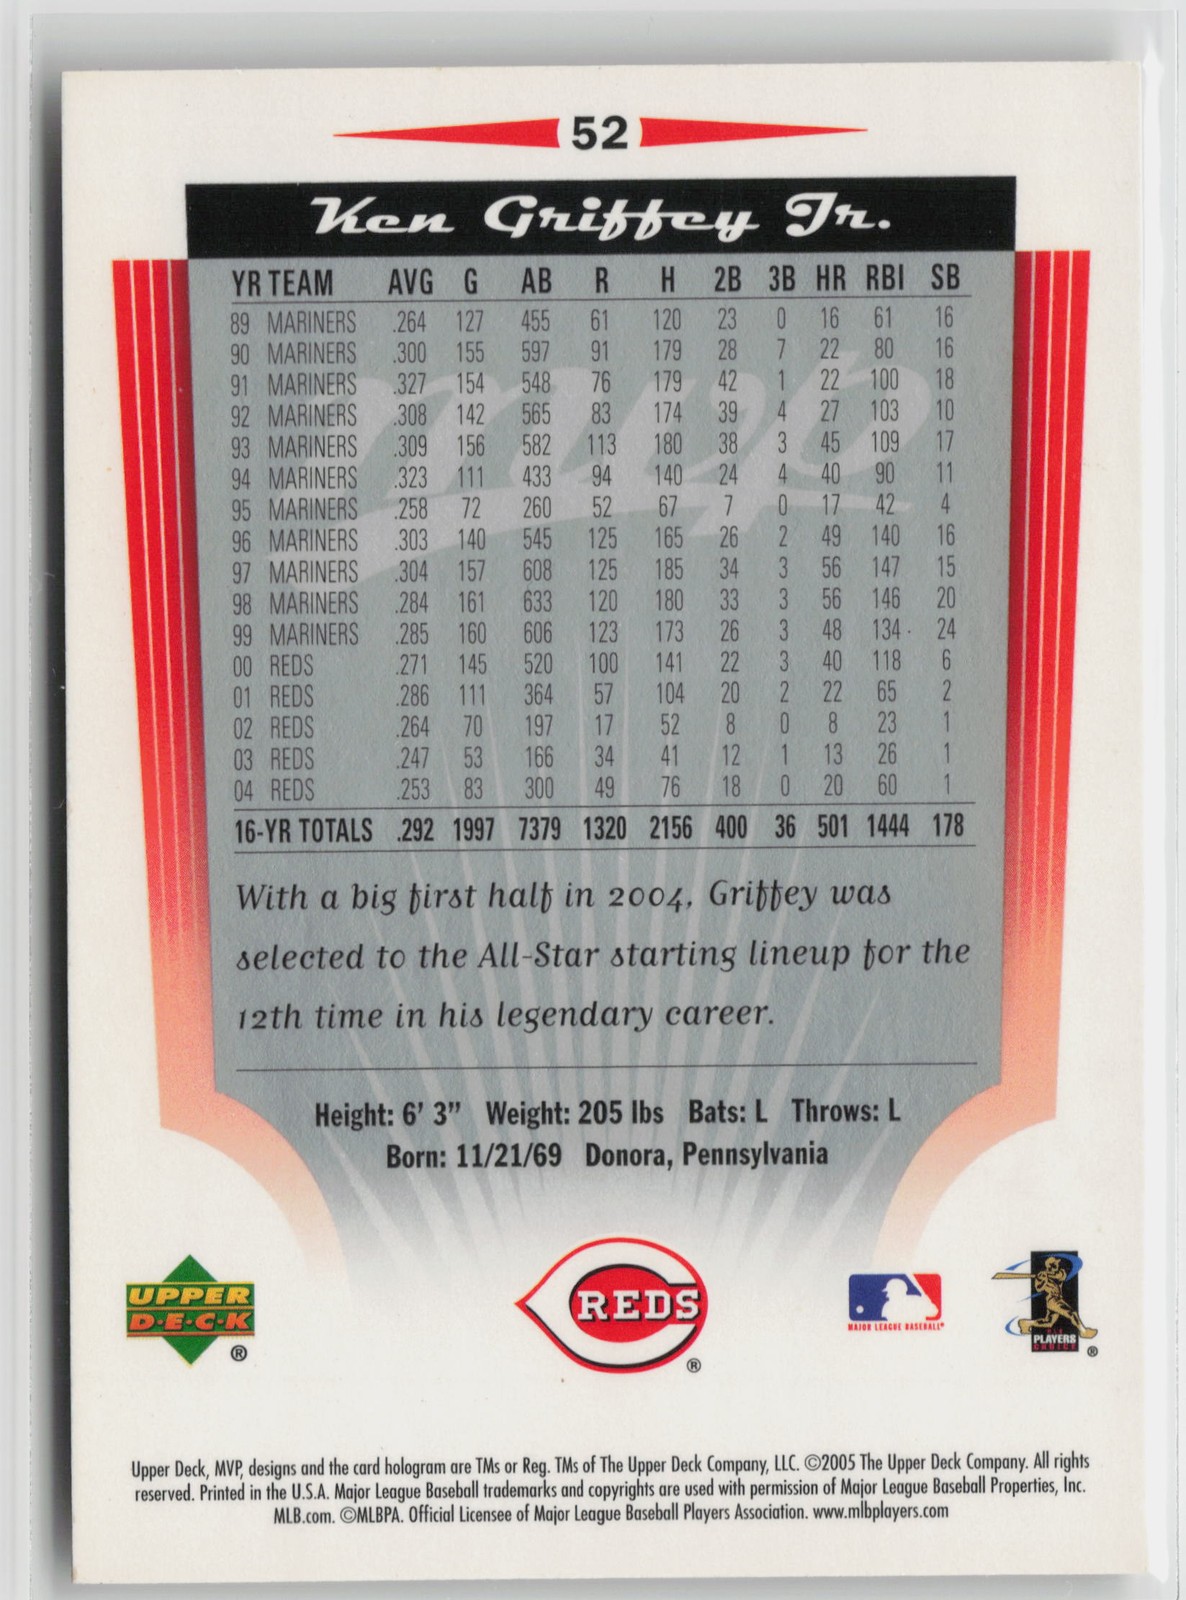 52
Ken Griffey Jr.
YR TEAM AVG G AB R H 2B 3B HR RBI SB
89 MARINERS .264 127 455 61 120 23 0 16 61 16
90 MARINERS .300 155 597 91 179 28 7 22 80 16
91 MARINERS .327 154 548 76 179 42 1 22 100 18
92 MARINERS .308 142 565 83 174 39 4 27 103 10
93 MARINERS .309 156 582 113 180 38 3 45 109 17
94 MARINERS .323 111 433 94 140 24 4 40 90 11
95 MARINERS .258 72 260 52 67 7 0 17 42 4
96 MARINERS .303 140 545 125 165 26 2 49 140 16
97 MARINERS .304 157 608 125 185 34 3 56 147 15
98 MARINERS .284 161 633 120 180 33 3 56 146 20
99 MARINERS .285 160 606 123 173 26 3 48 134 24
00 REDS .271 145 520 100 141 22 3 40 118 6
01 REDS .286 111 364 57 104 20 2 22 65 2
02 REDS .264 70 197 17 52 8 0 8 23 1
03 REDS .247 53 166 34 41 12 1 13 26 1
04 REDS .253 83 300 49 76 18 0 20 60 1
16-YR TOTALS .292 1997 7379 1320 2156 400 36 501 1444 178
mvp
With a big first half in 2004, Griffey was
selected to the All-Star starting lineup for the
12th time in his legendary career.
Height: 6' 3" Weight: 205 lbs Bats: L Throws: L
Born: 11/21/69 Donora, Pennsylvania
UPPER
D·E·C·K
®
REDS
®
MAJOR LEAGUE BASEBALL®
PLAYERS
CHOICE
®
Upper Deck, MVP, designs and the card hologram are TMs or Reg. TMs of The Upper Deck Company, LLC. ©2005 The Upper Deck Company. All rights
reserved. Printed in the U.S.A. Major League Baseball trademarks and copyrights are used with permission of Major League Baseball Properties, Inc.
MLB.com. ©MLBPA. Official Licensee of Major League Baseball Players Association. www.mlbplayers.com